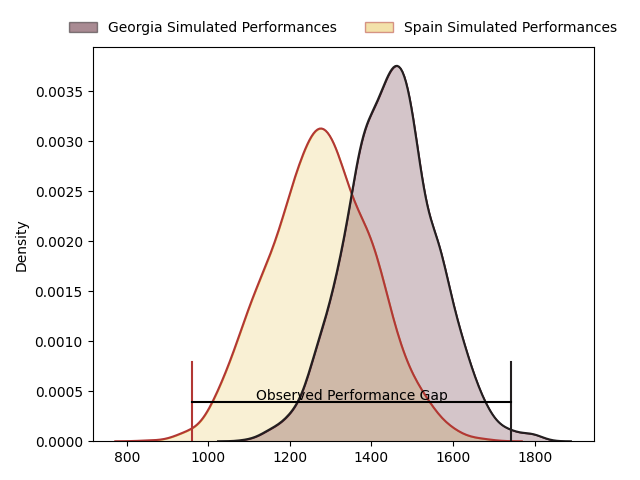 Georgia Simulated Performances Spain Simulated Performances
0.0035
0.0030
0.0025
0.0020
0.0015
0.0010
0.0005
0.0000
Density
Observed Performance Gap
800 1000 1200 1400 1600 1800